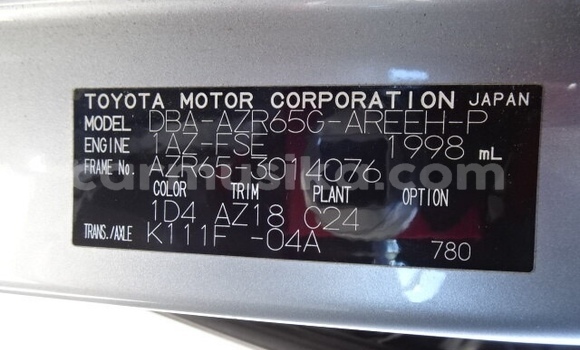 TOYOTA MOTOR CORPORATION JAPAN
MODEL DBA-AZR65G-AREEH-P
ENGINE 1AZ-FSE 1998 mL
FRAME No. AZR65-3014076
COLOR TRIM PLANT OPTION
1D4 AZ18 C24
TRANS./AXLE K111F -04A
780